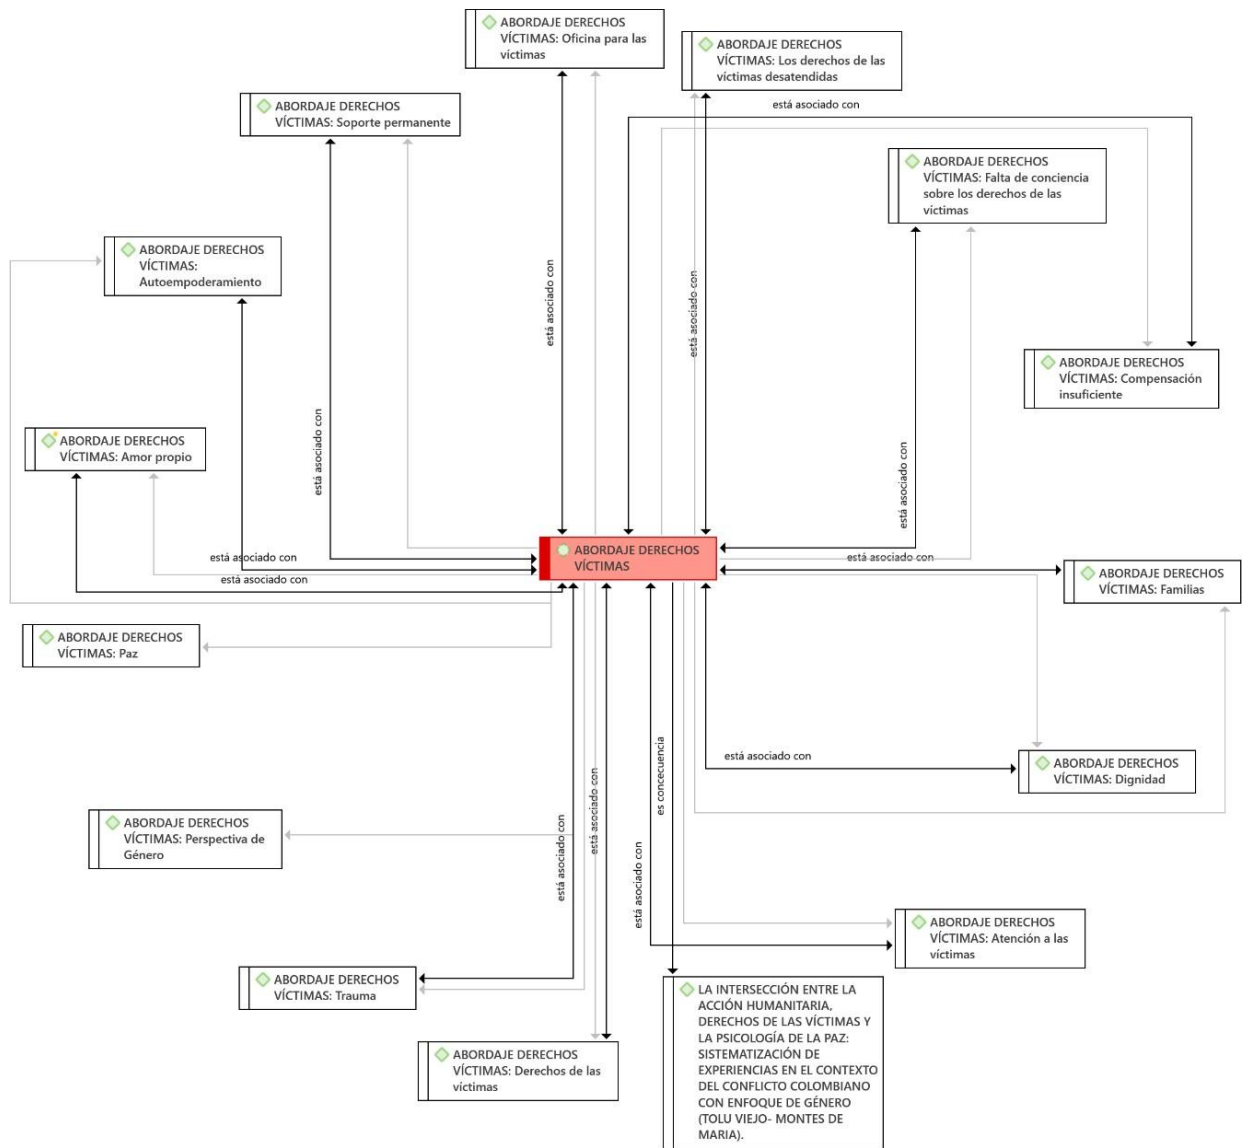 ABORDAJE DERECHOS
VÍCTIMAS: Oficina para las
víctimas
ABORDAJE DERECHOS
VÍCTIMAS: Los derechos de las
víctimas desatendidas
está asociado con
ABORDAJE DERECHOS
VÍCTIMAS: Soporte permanente
ABORDAJE DERECHOS
VÍCTIMAS: Falta de conciencia
sobre los derechos de las
víctimas
ABORDAJE DERECHOS
VÍCTIMAS:
Autoempoderamiento
está asociado con
está asociado con
ABORDAJE DERECHOS
VÍCTIMAS: Compensación
insuficiente
ABORDAJE DERECHOS
VÍCTIMAS: Amor propio
está asociado con
está asociado con
está asociado con
está asociado con
ABORDAJE DERECHOS
VÍCTIMAS
está asociado con
está asociado con
ABORDAJE DERECHOS
VÍCTIMAS: Familias
ABORDAJE DERECHOS
VÍCTIMAS: Paz
está asociado con
es concecuencia
está asociado con
ABORDAJE DERECHOS
VÍCTIMAS: Dignidad
ABORDAJE DERECHOS
VÍCTIMAS: Perspectiva de
Género
está asociado con
está asociado con
ABORDAJE DERECHOS
VÍCTIMAS: Atención a las
víctimas
ABORDAJE DERECHOS
VÍCTIMAS: Trauma
ABORDAJE DERECHOS
VÍCTIMAS: Derechos de las
víctimas
LA INTERSECCIÓN ENTRE LA
ACCIÓN HUMANITARIA,
DERECHOS DE LAS VÍCTIMAS Y
LA PSICOLOGÍA DE LA PAZ:
SISTEMATIZACIÓN DE
EXPERIENCIAS EN EL CONTEXTO
DEL CONFLICTO COLOMBIANO
CON ENFOQUE DE GÉNERO
(TOLU VIEJO- MONTES DE
MARIA).